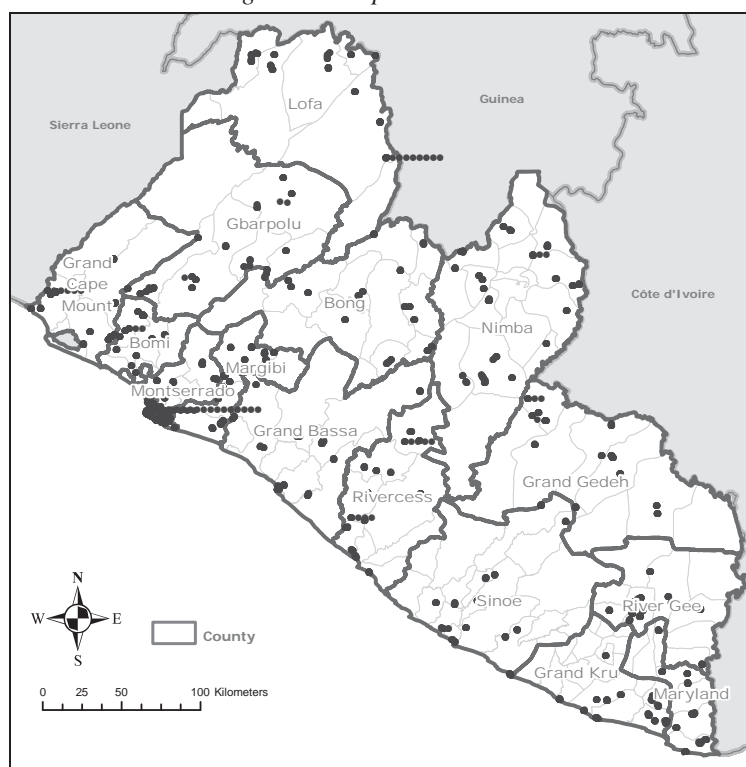 Lofa
Guinea
Sierra Leone
Gbarpolu
Grand
Cape
Mount
Côte d'Ivoire
Bong
Nimba
Bomi
Margibi
Montserrado
Grand Bassa
Grand Gedeh
Rivercess
Sinoe
River Gee
Grand Kru
Maryland
N
W
E
S
County
0 25 50 100 Kilometers